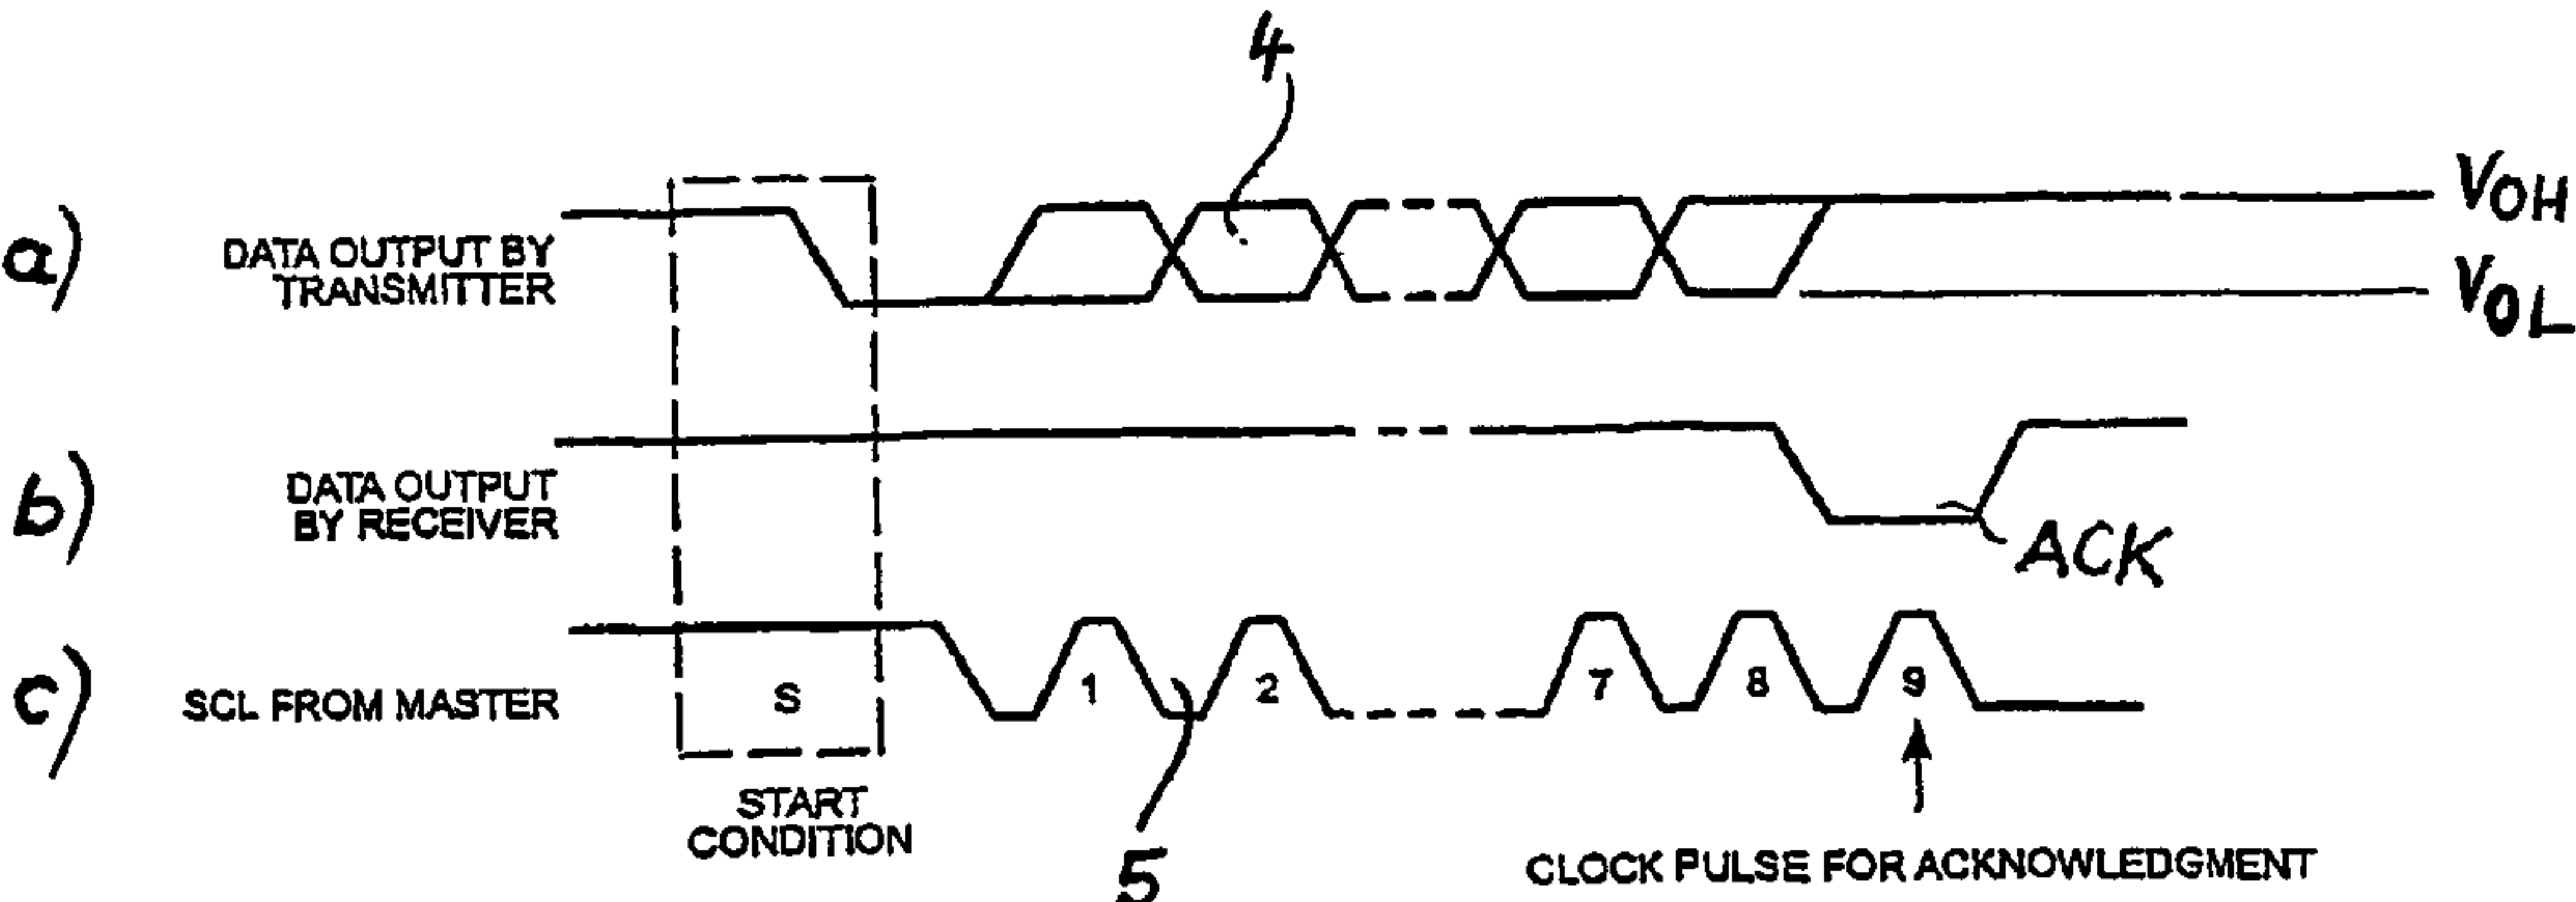 4
a)
DATA OUTPUT BY
TRANSMITTER
VOH
VOL
b)
DATA OUTPUT
BY RECEIVER
ACK
c)
SCL FROM MASTER
S
1
2
7
8
9
START
CONDITION
5
CLOCK PULSE FOR ACKNOWLEDGMENT